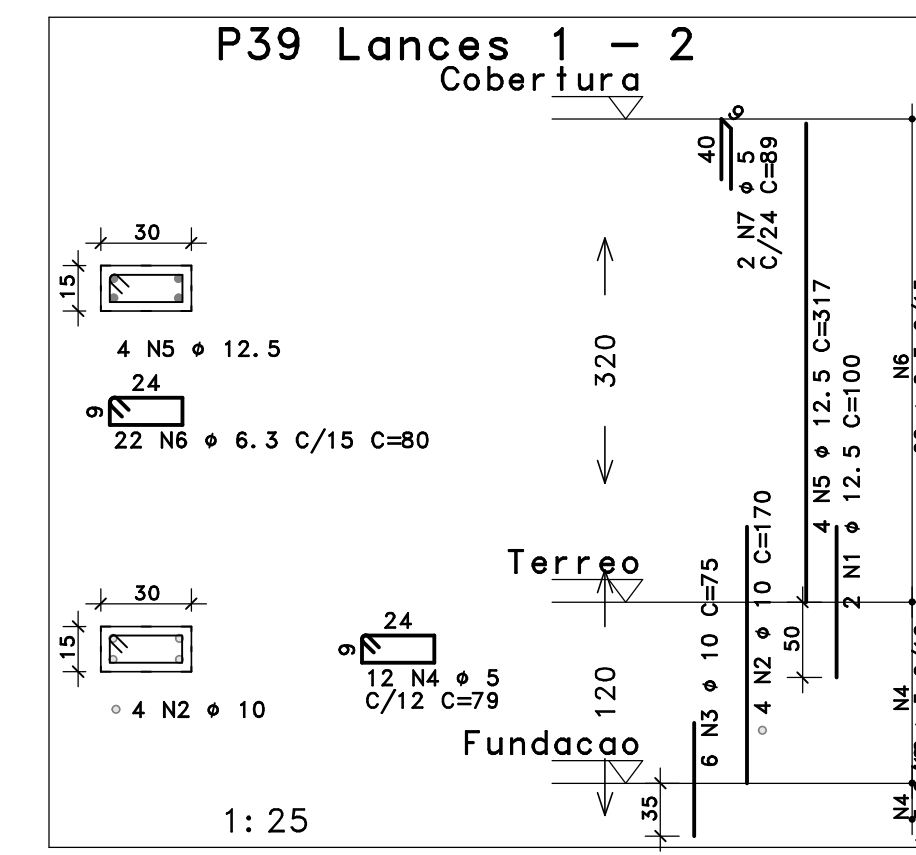 P39 Lances 1 - 2
Cobertura
40
9
2 N7 ø 5
C/24 C=89
30
15
4 N5 ø 12.5
24
9
22 N6 ø 6.3 C/15 C=80
320
4 N5 ø 12.5 C=317
2 N1 ø 12.5 C=100
N6
Terreo
30
15
4 N2 ø 10
24
9
12 N4 ø 5
C/12 C=79
120
6 N3 ø 10 C=75
4 N2 ø 10 C=170
50
N4
Fundacao
35
N4
1:25